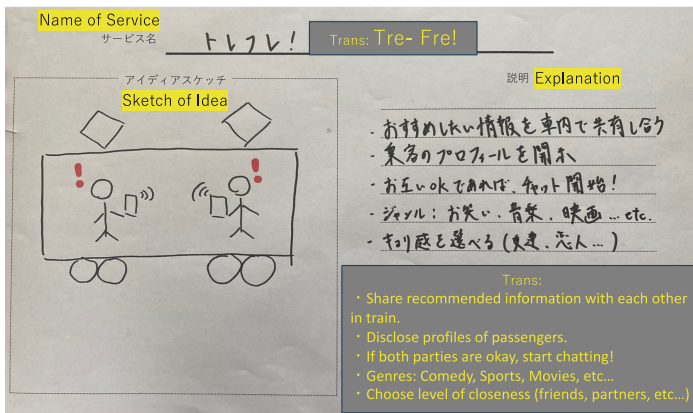 Name of Service
サービス名
トレフレ!
Trans: Tre- Fre!
アイディアスケッチ
Sketch of Idea
!
!
説明 Explanation
・おすすめしたい情報を車内で共有し合う
・乗客のプロフィールを開示
・お互いokであれば、チャット開始!
・ジャンル:お笑い、音楽、映画...etc.
・キョリ感を選べる(友達、恋人...)
Trans:
・Share recommended information with each other
in train.
・Disclose profiles of passengers.
・If both parties are okay, start chatting!
・Genres: Comedy, Sports, Movies, etc...
・Choose level of closeness (friends, partners, etc...)